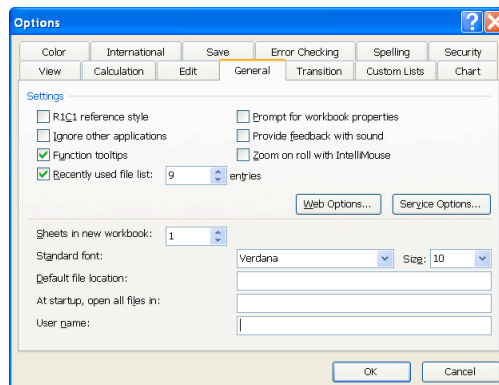 Options
Color International Save Error Checking Spelling Security
View Calculation Edit General Transition Custom Lists Chart
Settings
R1C1 reference style Prompt for workbook properties
Ignore other applications Provide feedback with sound
Function tooltips Zoom on roll with IntelliMouse
Recently used file list: 9 entries
Web Options... Service Options...
Sheets in new workbook: 1
Standard font: Verdana Size: 10
Default file location:
At startup, open all files in:
User name:
OK Cancel